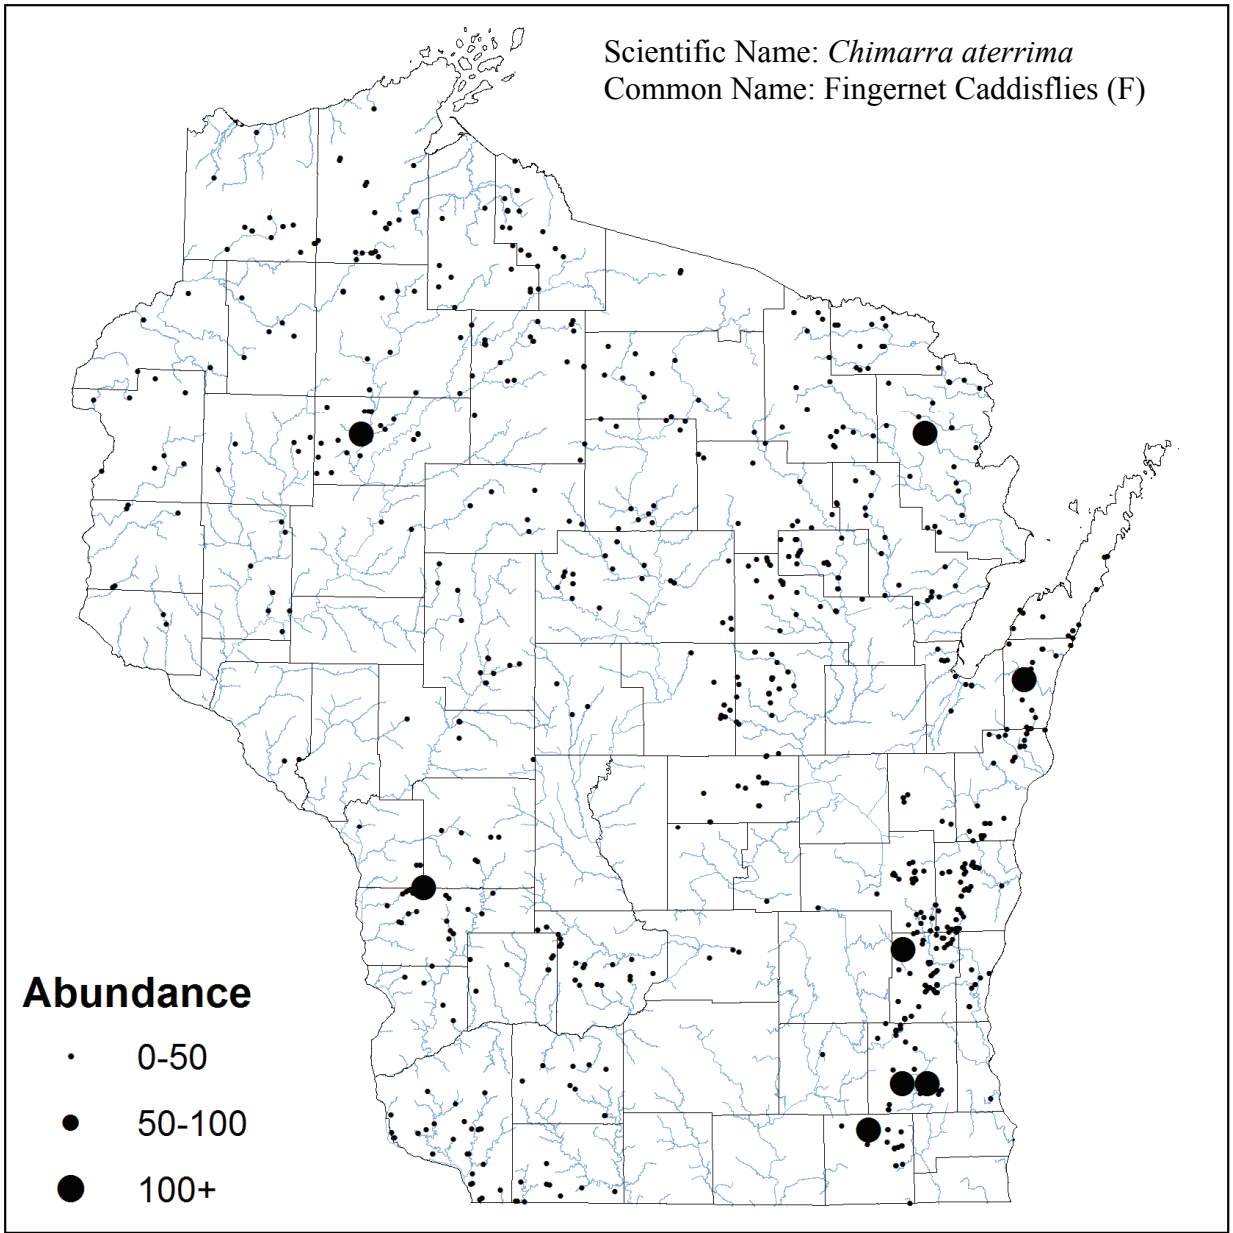 Scientific Name: Chimarra aterrima
Common Name: Fingernet Caddisflies (F)
Abundance
0-50
50-100
100+